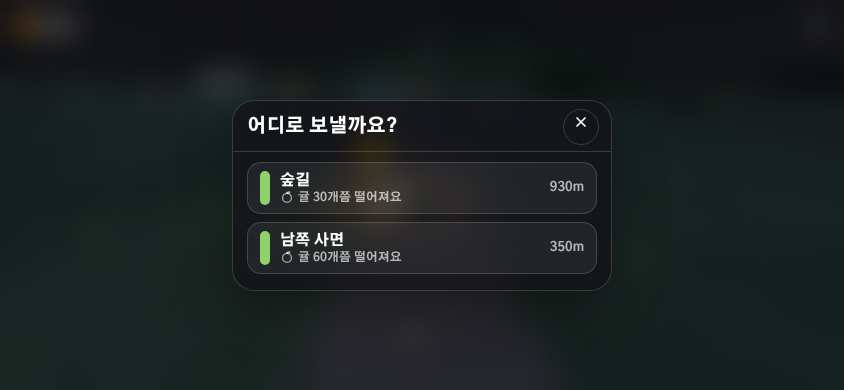 어디로 보낼까요?
숲길
귤 30개쯤 떨어져요
930m
남쪽 사면
귤 60개쯤 떨어져요
350m